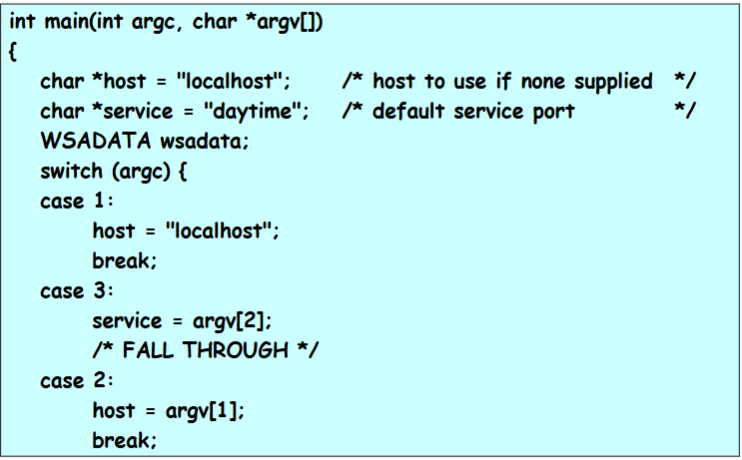 int main(int argc, char *argv[])
{
char *host = "localhost"; /* host to use if none supplied */
char *service = "daytime"; /* default service port */
WSADATA wsadata;
switch (argc) {
case 1:
host = "localhost";
break;
case 3:
service = argv[2];
/* FALL THROUGH */
case 2:
host = argv[1];
break;